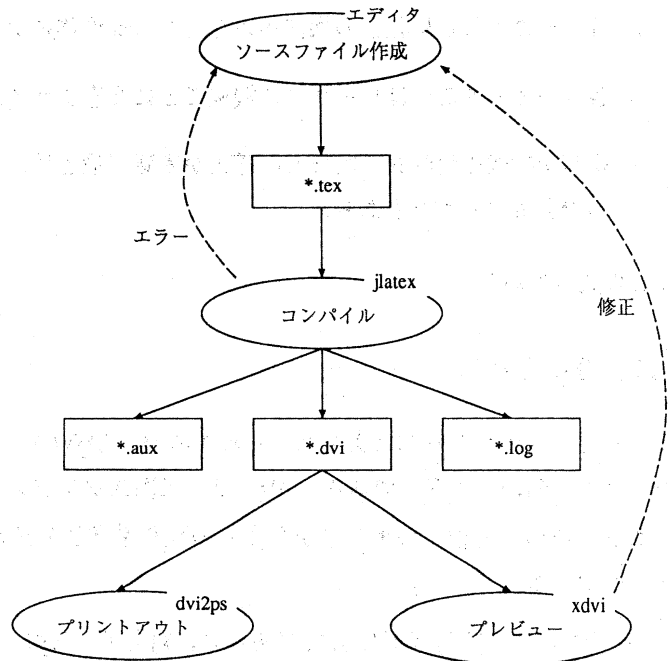 エディタ
ソースファイル作成
*.tex
エラー
jlatex
コンパイル
修正
*.aux
*.dvi
*.log
dvi2ps
プリントアウト
xdvi
プレビュー